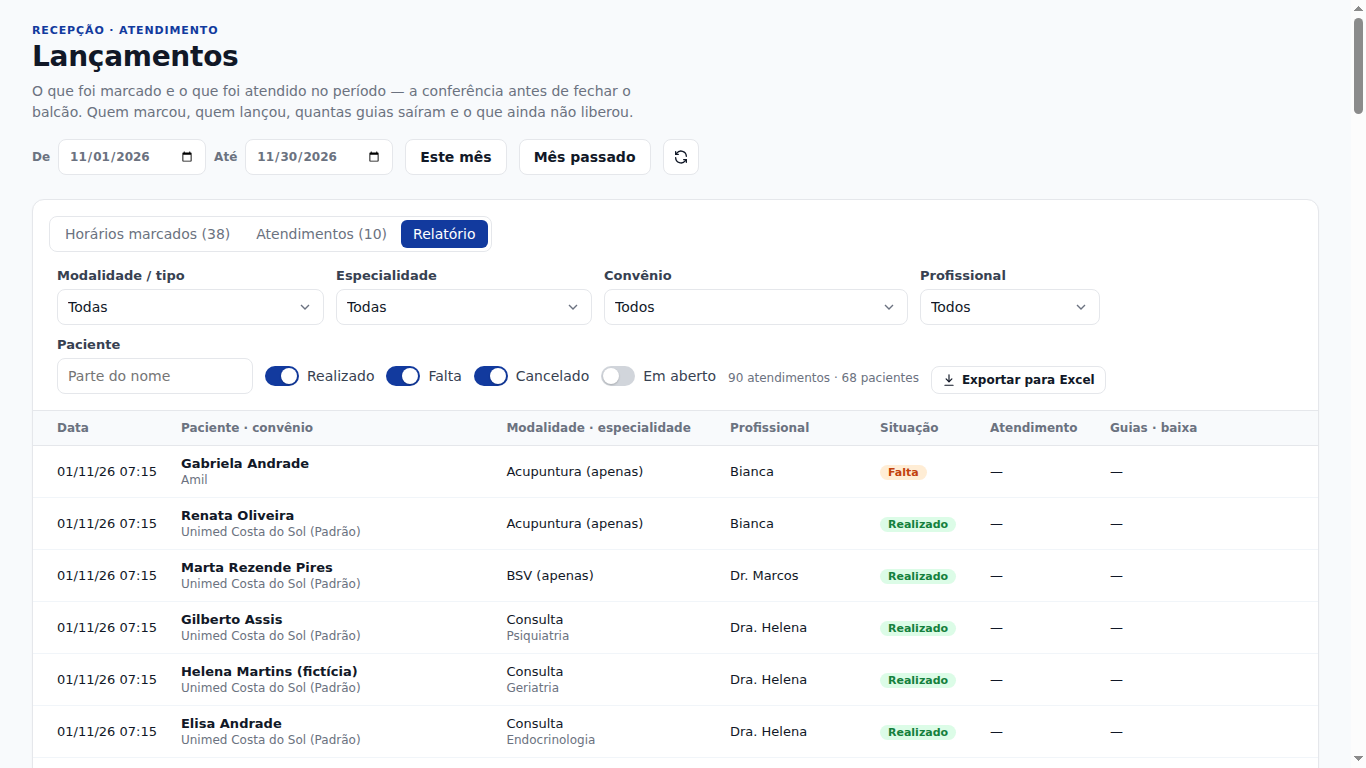 RECEPÇÃO · ATENDIMENTO
Lançamentos
O que foi marcado e o que foi atendido no período — a conferência antes de fechar o
balcão. Quem marcou, quem lançou, quantas guias saíram e o que ainda não liberou.
De 11/01/2026 Até 11/30/2026 Este mês Mês passado
Horários marcados (38) Atendimentos (10) Relatório
Modalidade / tipo Especialidade Convênio Profissional
Todas Todas Todos Todos
Paciente
Parte do nome Realizado Falta Cancelado Em aberto 90 atendimentos · 68 pacientes Exportar para Excel
Data Paciente · convênio Modalidade · especialidade Profissional Situação Atendimento Guias · baixa
01/11/26 07:15 Gabriela Andrade Acupuntura (apenas) Bianca Falta — —
Amil
01/11/26 07:15 Renata Oliveira Acupuntura (apenas) Bianca Realizado — —
Unimed Costa do Sol (Padrão)
01/11/26 07:15 Marta Rezende Pires BSV (apenas) Dr. Marcos Realizado — —
Unimed Costa do Sol (Padrão)
01/11/26 07:15 Gilberto Assis Consulta Dra. Helena Realizado — —
Unimed Costa do Sol (Padrão) Psiquiatria
01/11/26 07:15 Helena Martins (fictícia) Consulta Dra. Helena Realizado — —
Unimed Costa do Sol (Padrão) Geriatria
01/11/26 07:15 Elisa Andrade Consulta Dra. Helena Realizado — —
Unimed Costa do Sol (Padrão) Endocrinologia